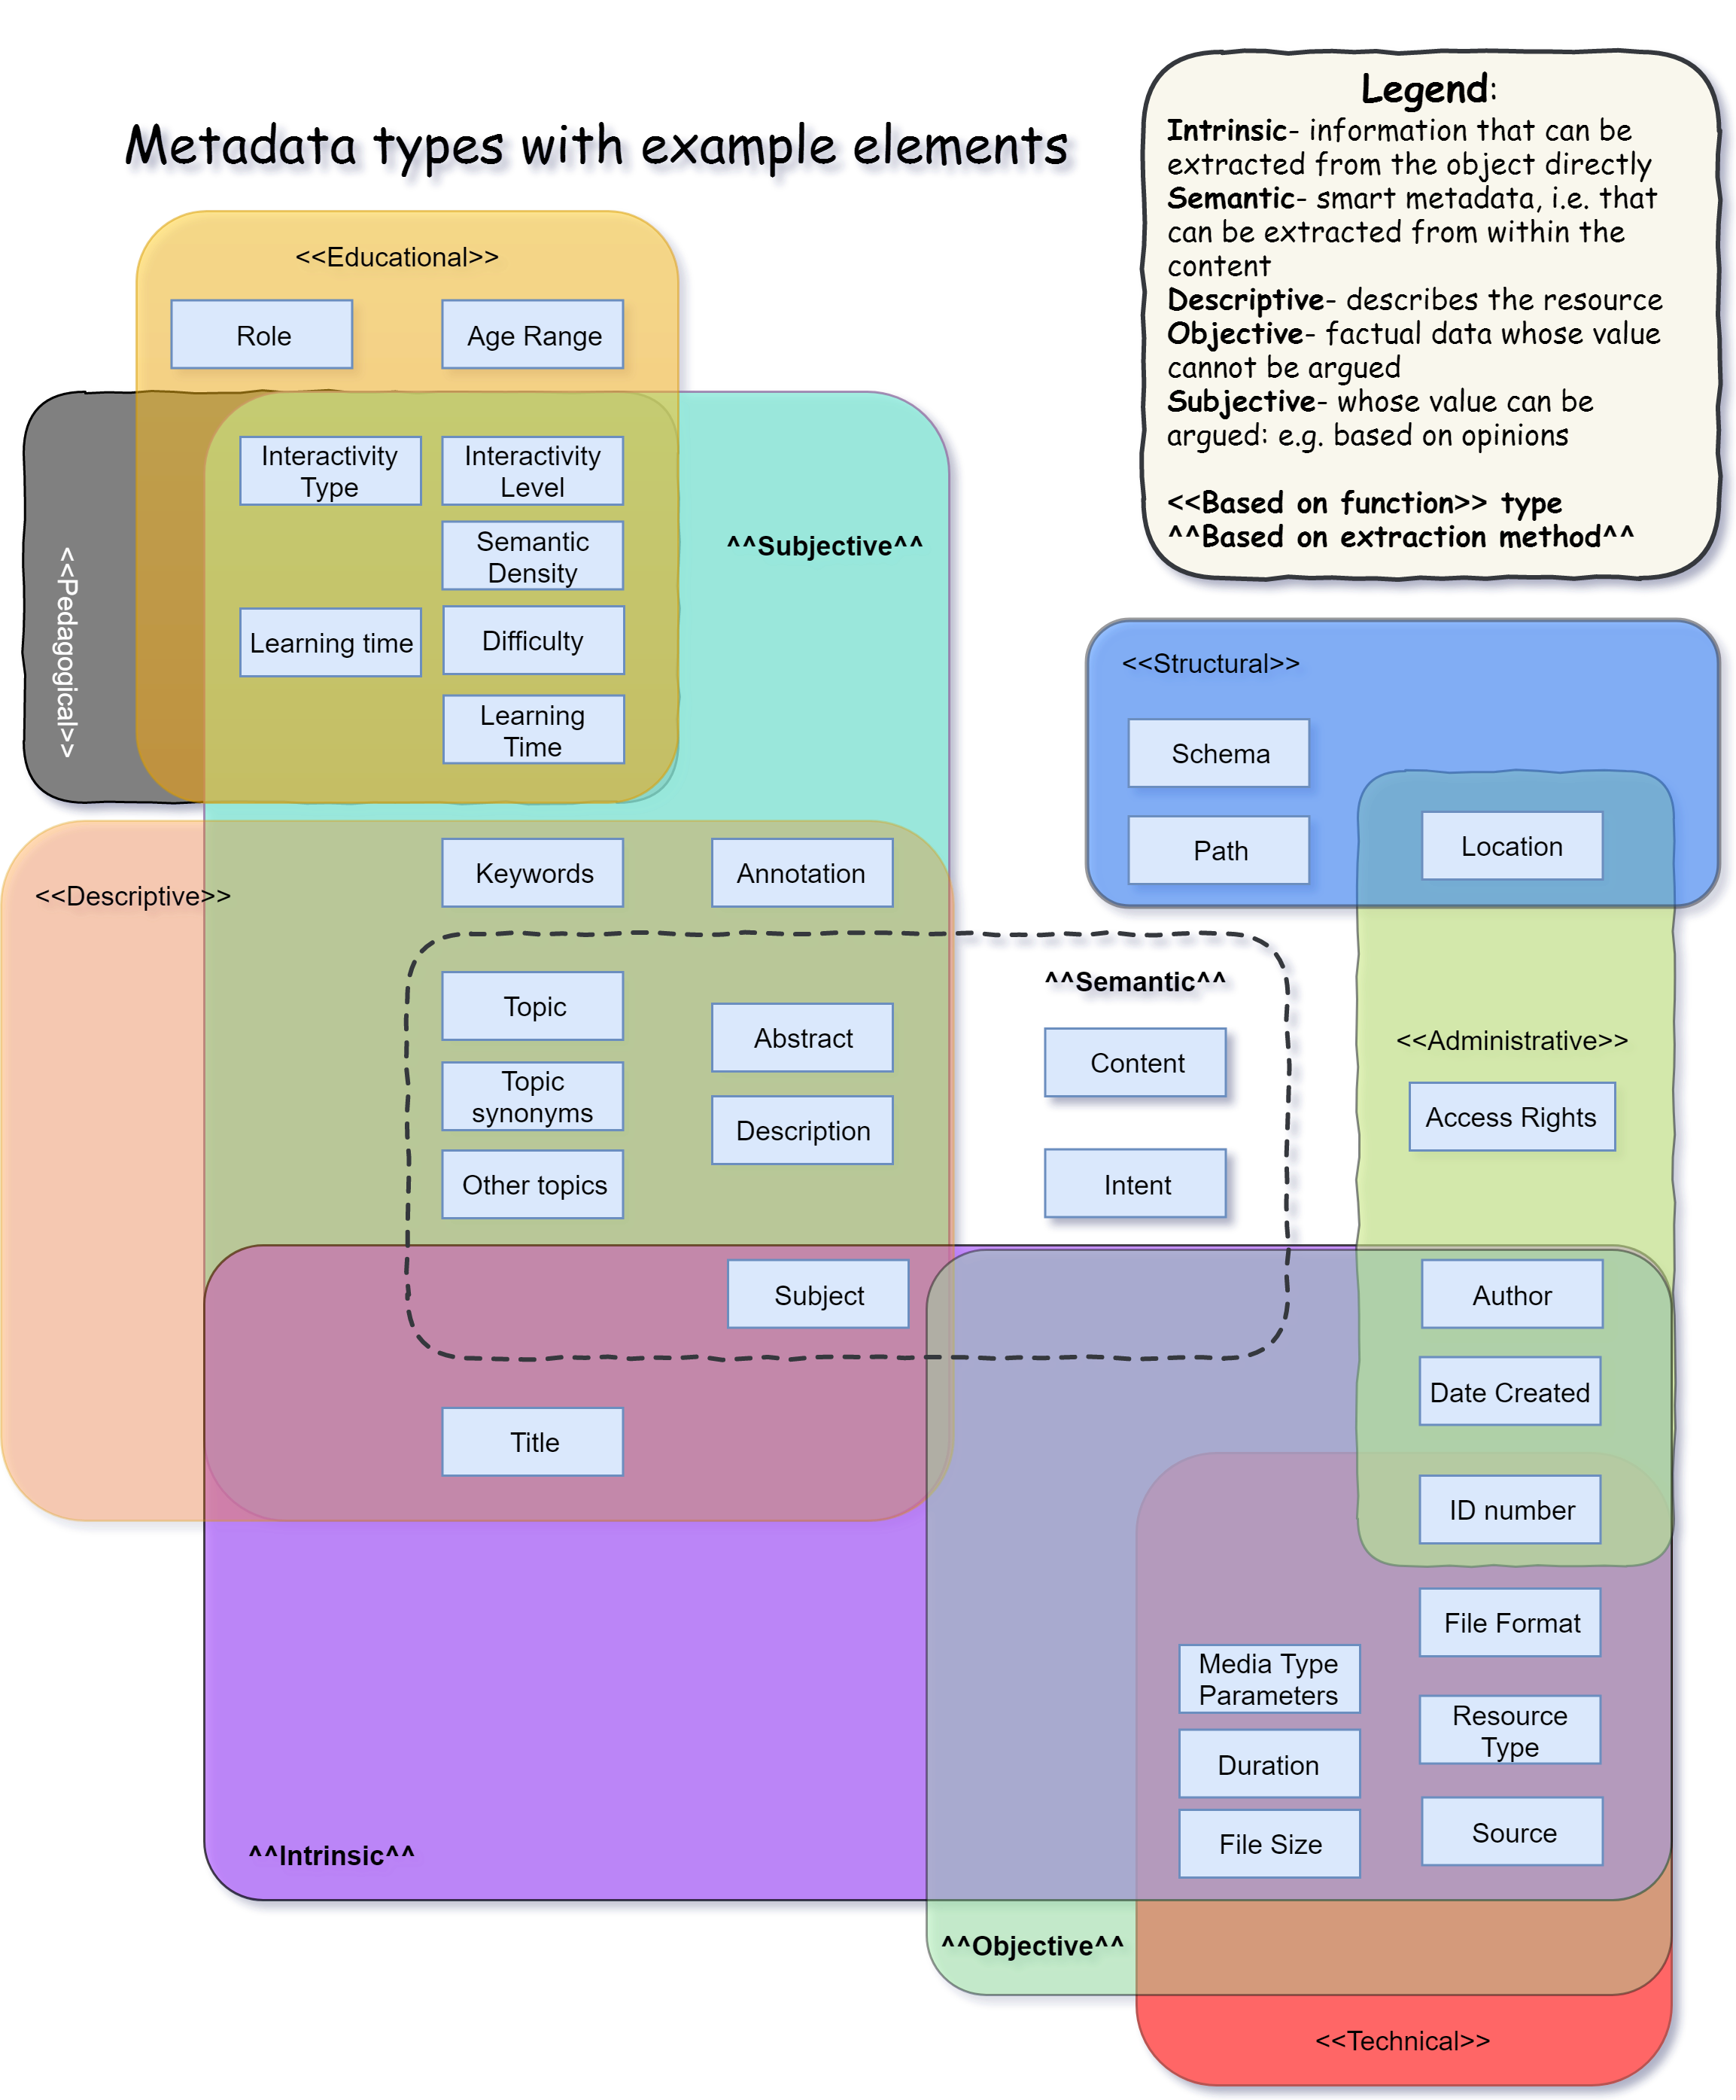 Metadata types with example elements
Legend:
Intrinsic- information that can be
extracted from the object directly
Semantic- smart metadata, i.e. that
can be extracted from within the
content
Descriptive- describes the resource
Objective- factual data whose value
cannot be argued
Subjective- whose value can be
argued: e.g. based on opinions
<<Based on function>> type
^^Based on extraction method^^
<<Educational>>
Role
Age Range
Interactivity
Type
Interactivity
Level
Semantic
Density
Learning time
Difficulty
Learning
Time
<<Pedagogical>>
^^Subjective^^
<<Structural>>
Schema
Path
Location
<<Descriptive>>
Keywords
Annotation
^^Semantic^^
Topic
Abstract
Content
Topic
synonyms
Description
Other topics
Intent
<<Administrative>>
Access Rights
Subject
Author
Date Created
Title
ID number
File Format
Media Type
Parameters
Resource
Type
Duration
File Size
Source
^^Intrinsic^^
^^Objective^^
<<Technical>>